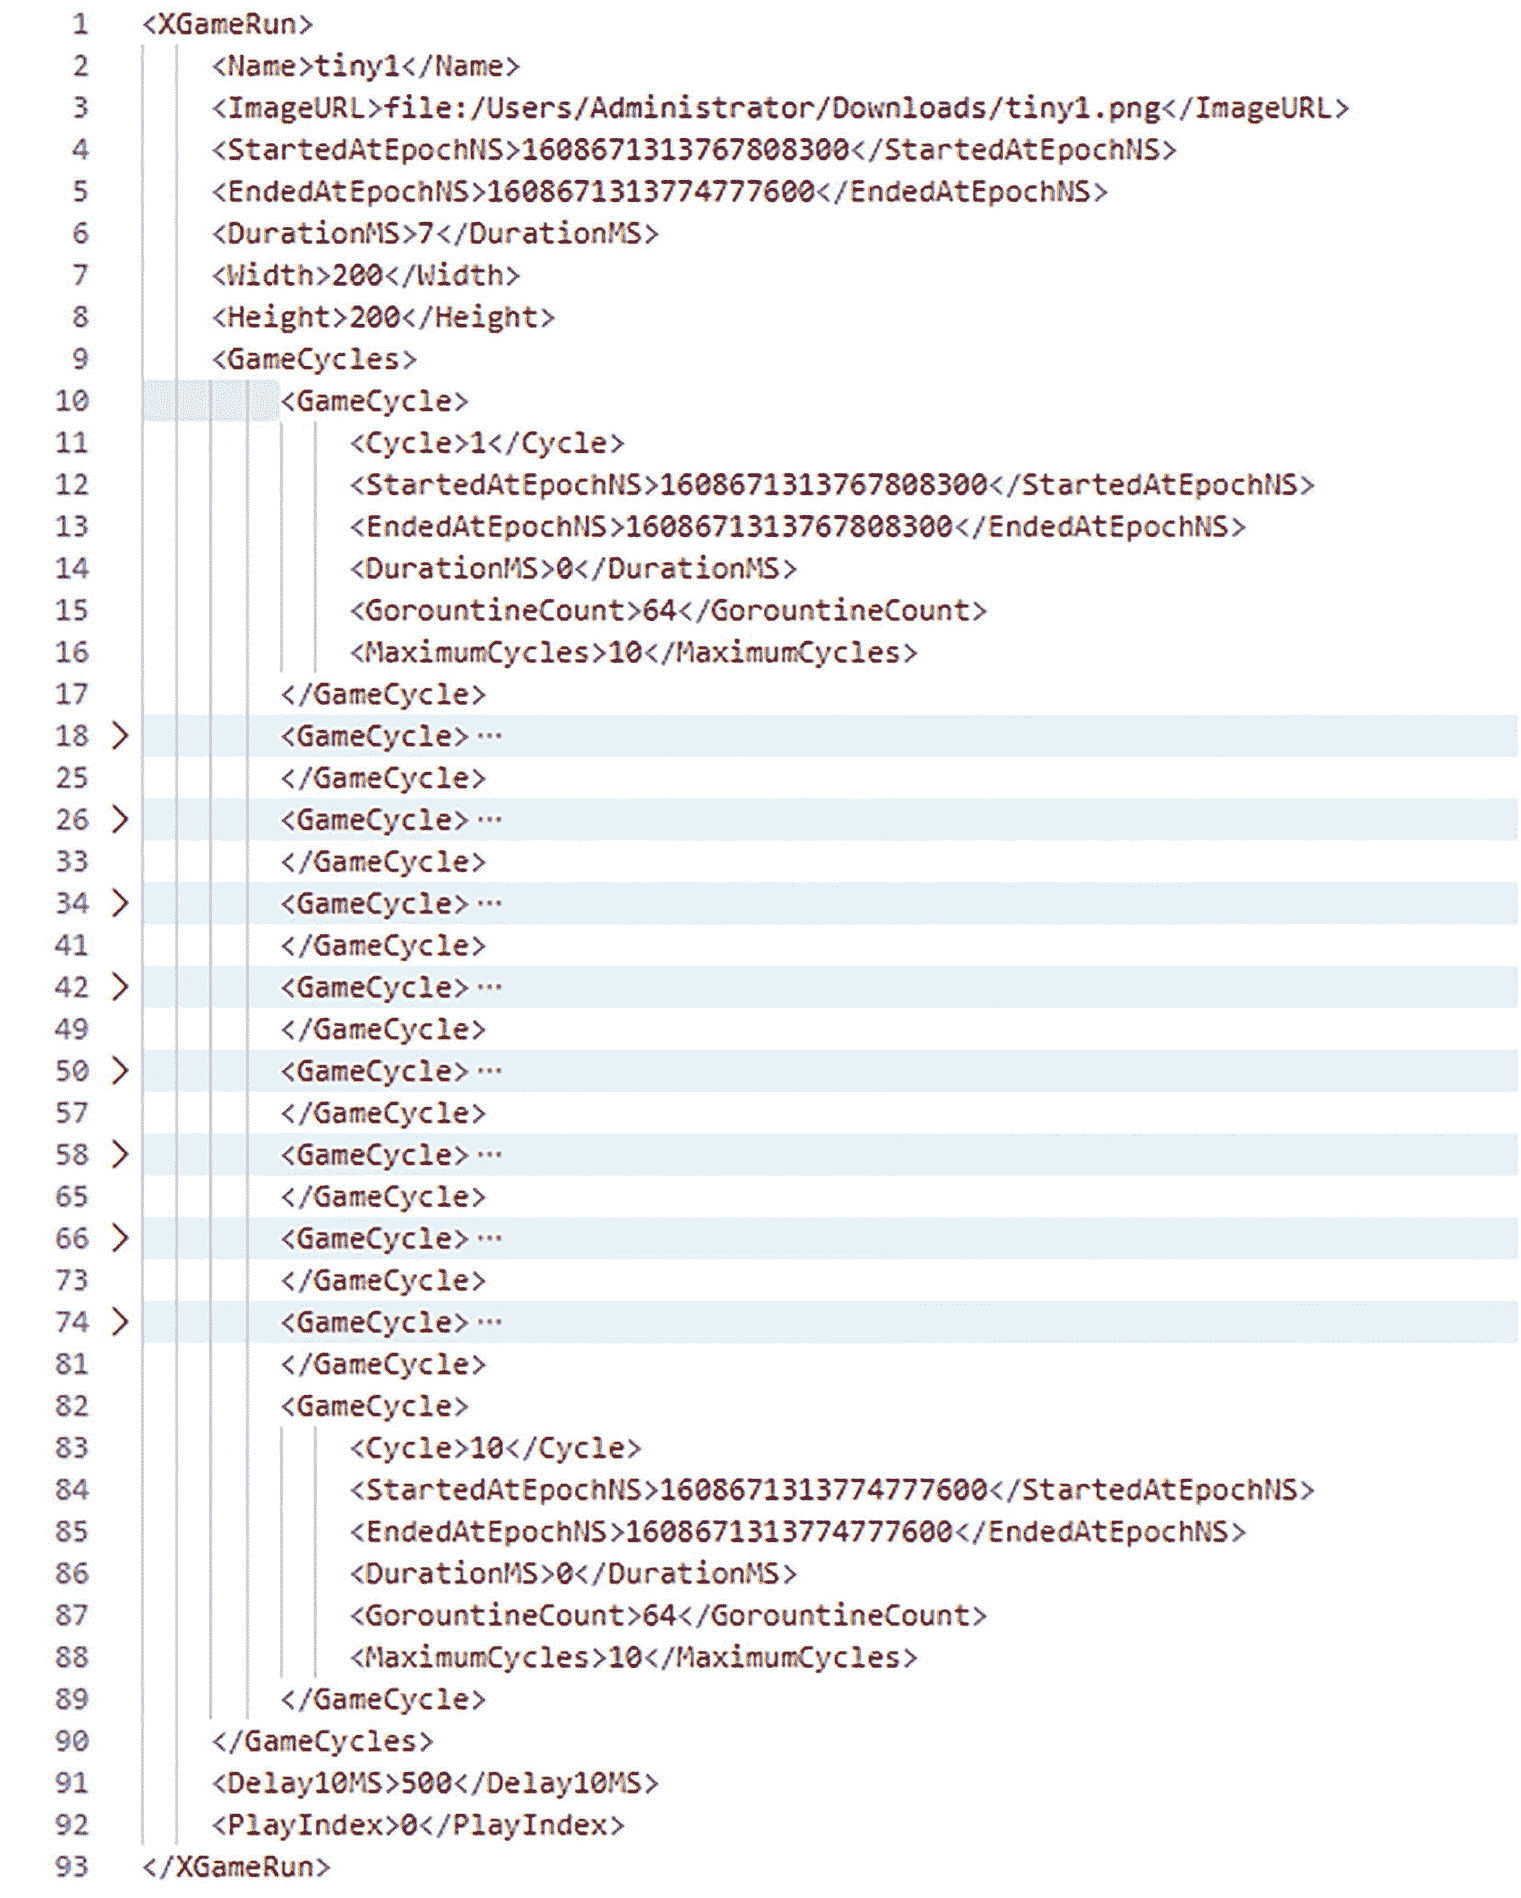 1 <XGameRun>
2 <Name>tiny1</Name>
3 <ImageURL>file:/Users/Administrator/Downloads/tiny1.png</ImageURL>
4 <StartedAtEpochNS>1608671313767808300</StartedAtEpochNS>
5 <EndedAtEpochNS>1608671313774777600</EndedAtEpochNS>
6 <DurationMS>7</DurationMS>
7 <Width>200</Width>
8 <Height>200</Height>
9 <GameCycles>
10 <GameCycle>
11 <Cycle>1</Cycle>
12 <StartedAtEpochNS>1608671313767808300</StartedAtEpochNS>
13 <EndedAtEpochNS>1608671313767808300</EndedAtEpochNS>
14 <DurationMS>0</DurationMS>
15 <GorountineCount>64</GorountineCount>
16 <MaximumCycles>10</MaximumCycles>
17 </GameCycle>
18 > <GameCycle> ···
25 </GameCycle>
26 > <GameCycle> ···
33 </GameCycle>
34 > <GameCycle> ···
41 </GameCycle>
42 > <GameCycle> ···
49 </GameCycle>
50 > <GameCycle> ···
57 </GameCycle>
58 > <GameCycle> ···
65 </GameCycle>
66 > <GameCycle> ···
73 </GameCycle>
74 > <GameCycle> ···
81 </GameCycle>
82 <GameCycle>
83 <Cycle>10</Cycle>
84 <StartedAtEpochNS>1608671313774777600</StartedAtEpochNS>
85 <EndedAtEpochNS>1608671313774777600</EndedAtEpochNS>
86 <DurationMS>0</DurationMS>
87 <GorountineCount>64</GorountineCount>
88 <MaximumCycles>10</MaximumCycles>
89 </GameCycle>
90 </GameCycles>
91 <Delay10MS>500</Delay10MS>
92 <PlayIndex>0</PlayIndex>
93 </XGameRun>